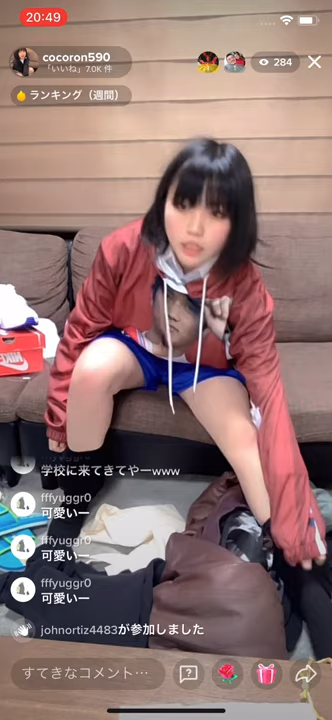 20:49
cocoron590
「いいね」7.0K 件
284
ランキング（週間）
NIKE
学校に来てきてやーwww
fffyuggr0
可愛いー
fffyuggr0
可愛いー
fffyuggr0
可愛いー
johnortiz4483が参加しました
すてきなコメント…